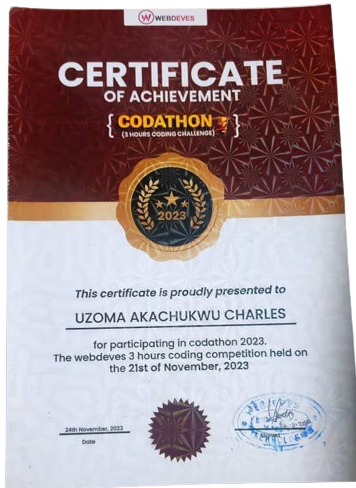 WEBDEVES
CERTIFICATE
OF ACHIEVEMENT
{CODATHON}
(3 HOURS CODING CHALLENGE)
2023
This certificate is proudly presented to
UZOMA AKACHUKWU CHARLES
for participating in codathon 2023.
The webdeves 3 hours coding competition held on
the 21st of November, 2023
24th November, 2023
Date
WEBDEVES